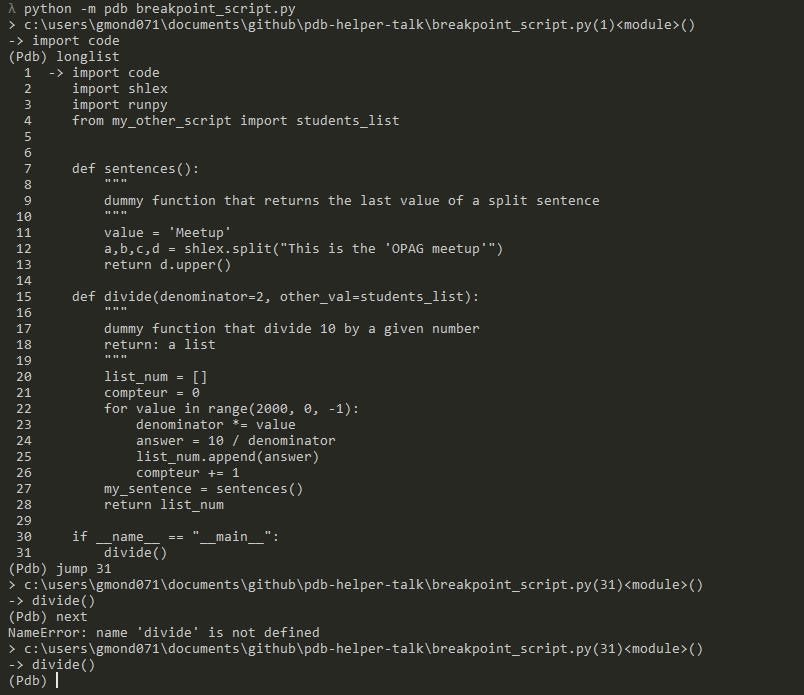 λ python -m pdb breakpoint_script.py
> c:\users\gmond071\documents\github\pdb-helper-talk\breakpoint_script.py(1)<module>()
-> import code
(Pdb) longlist
  1  -> import code
  2     import shlex
  3     import runpy
  4     from my_other_script import students_list
  5
  6
  7     def sentences():
  8         """
  9         dummy function that returns the last value of a split sentence
 10         """
 11         value = 'Meetup'
 12         a,b,c,d = shlex.split("This is the 'OPAG meetup'")
 13         return d.upper()
 14
 15     def divide(denominator=2, other_val=students_list):
 16         """
 17         dummy function that divide 10 by a given number
 18         return: a list
 19         """
 20         list_num = []
 21         compteur = 0
 22         for value in range(2000, 0, -1):
 23             denominator *= value
 24             answer = 10 / denominator
 25             list_num.append(answer)
 26             compteur += 1
 27         my_sentence = sentences()
 28         return list_num
 29
 30     if __name__ == "__main__":
 31         divide()
(Pdb) jump 31
> c:\users\gmond071\documents\github\pdb-helper-talk\breakpoint_script.py(31)<module>()
-> divide()
(Pdb) next
NameError: name 'divide' is not defined
> c:\users\gmond071\documents\github\pdb-helper-talk\breakpoint_script.py(31)<module>()
-> divide()
(Pdb)